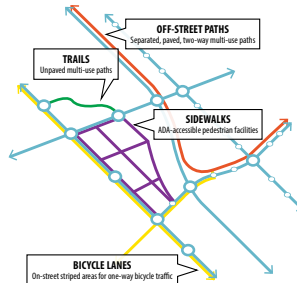 OFF-STREET PATHS
Separated, paved, two-way multi-use paths
TRAILS
Unpaved multi-use paths
SIDEWALKS
ADA-accessible pedestrian facilities
BICYCLE LANES
On-street striped areas for one-way bicycle traffic